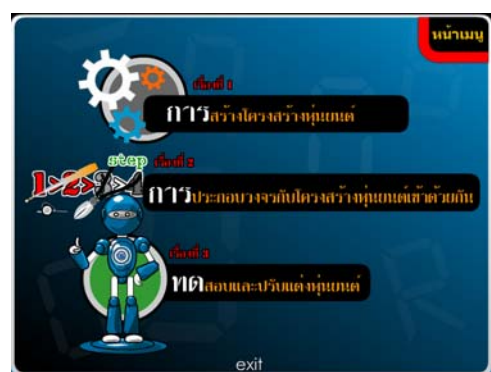 หน้าเมนู
เรื่องที่ 1
การสร้างโครงสร้างหุ่นยนต์
step เรื่องที่ 2
1>2>3>4
การประกอบวงจรกับโครงสร้างหุ่นยนต์เข้าด้วยกัน
เรื่องที่ 3
ทดสอบและปรับแต่งหุ่นยนต์
exit